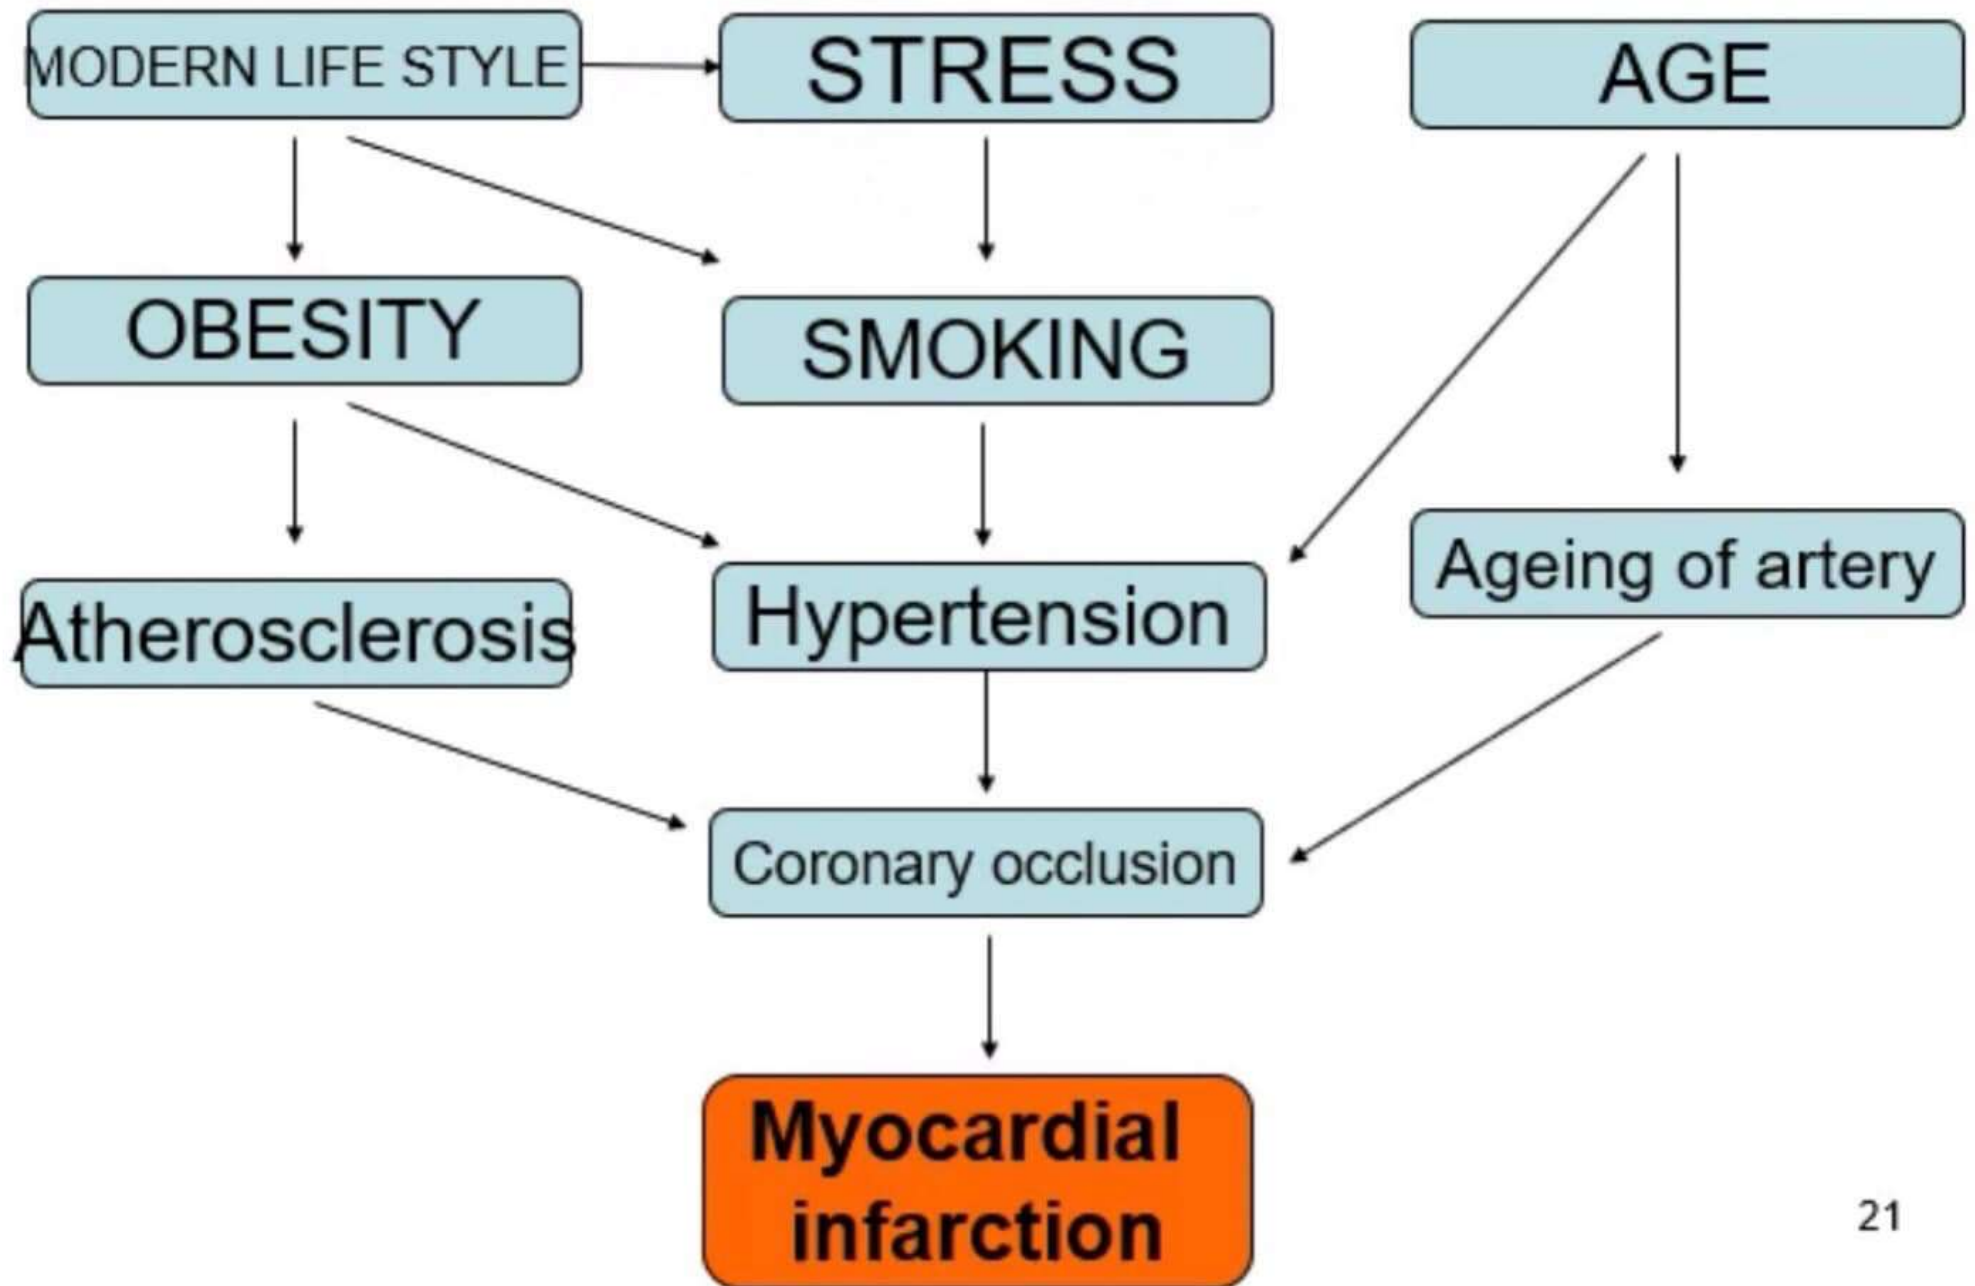 MODERN LIFE STYLE
STRESS
AGE
OBESITY
SMOKING
Atherosclerosis
Hypertension
Ageing of artery
Coronary occlusion
Myocardial
infarction
21